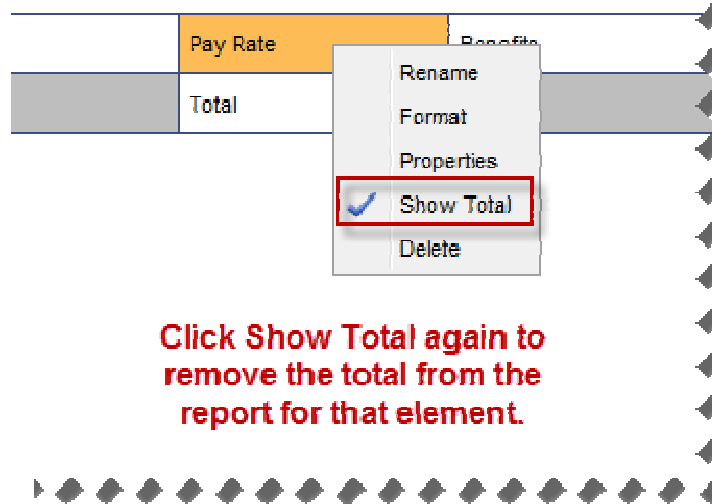 Pay Rate
Benefits
Total
Rename
Format
Properties
Show Total
Delete
Click Show Total again to
remove the total from the
report for that element.